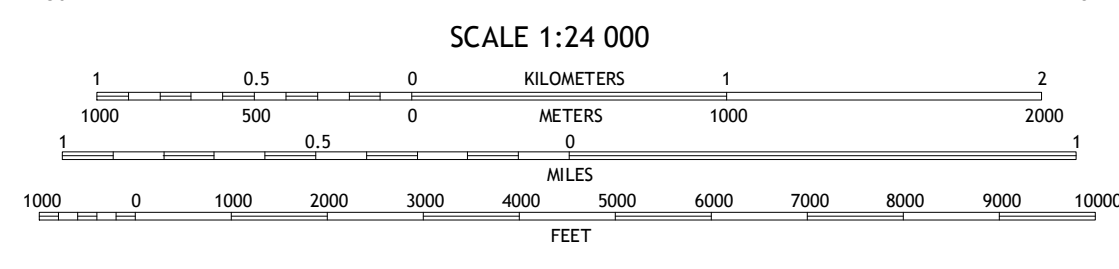 SCALE 1:24 000
1 0.5 0 KILOMETERS 1 2
1000 500 0 METERS 1000 2000
1 0.5 0 1
MILES
1000 0 1000 2000 3000 4000 5000 6000 7000 8000 9000 10000
FEET